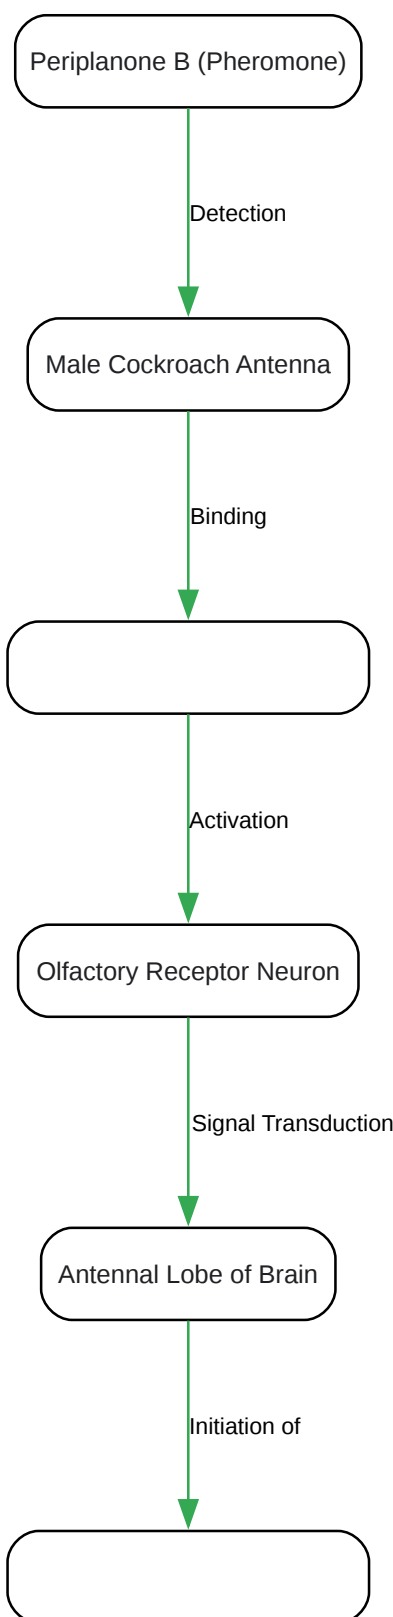 Periplanone B (Pheromone)
Detection
Male Cockroach Antenna
Binding
Activation
Olfactory Receptor Neuron
Signal Transduction
Antennal Lobe of Brain
Initiation of